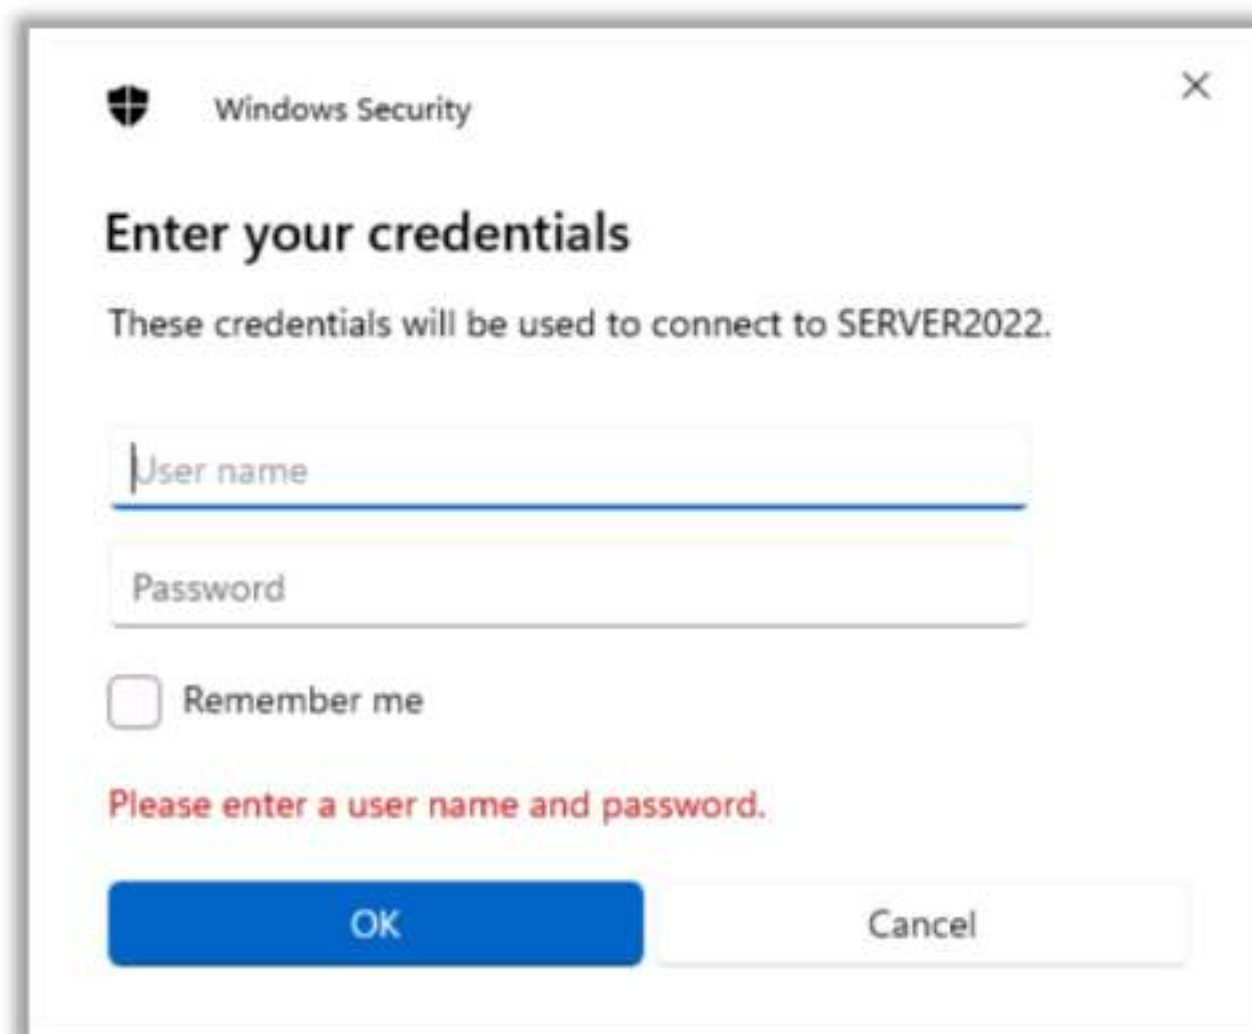 Windows Security
Enter your credentials
These credentials will be used to connect to SERVER2022.
User name
Password
Remember me
Please enter a user name and password.
OK
Cancel